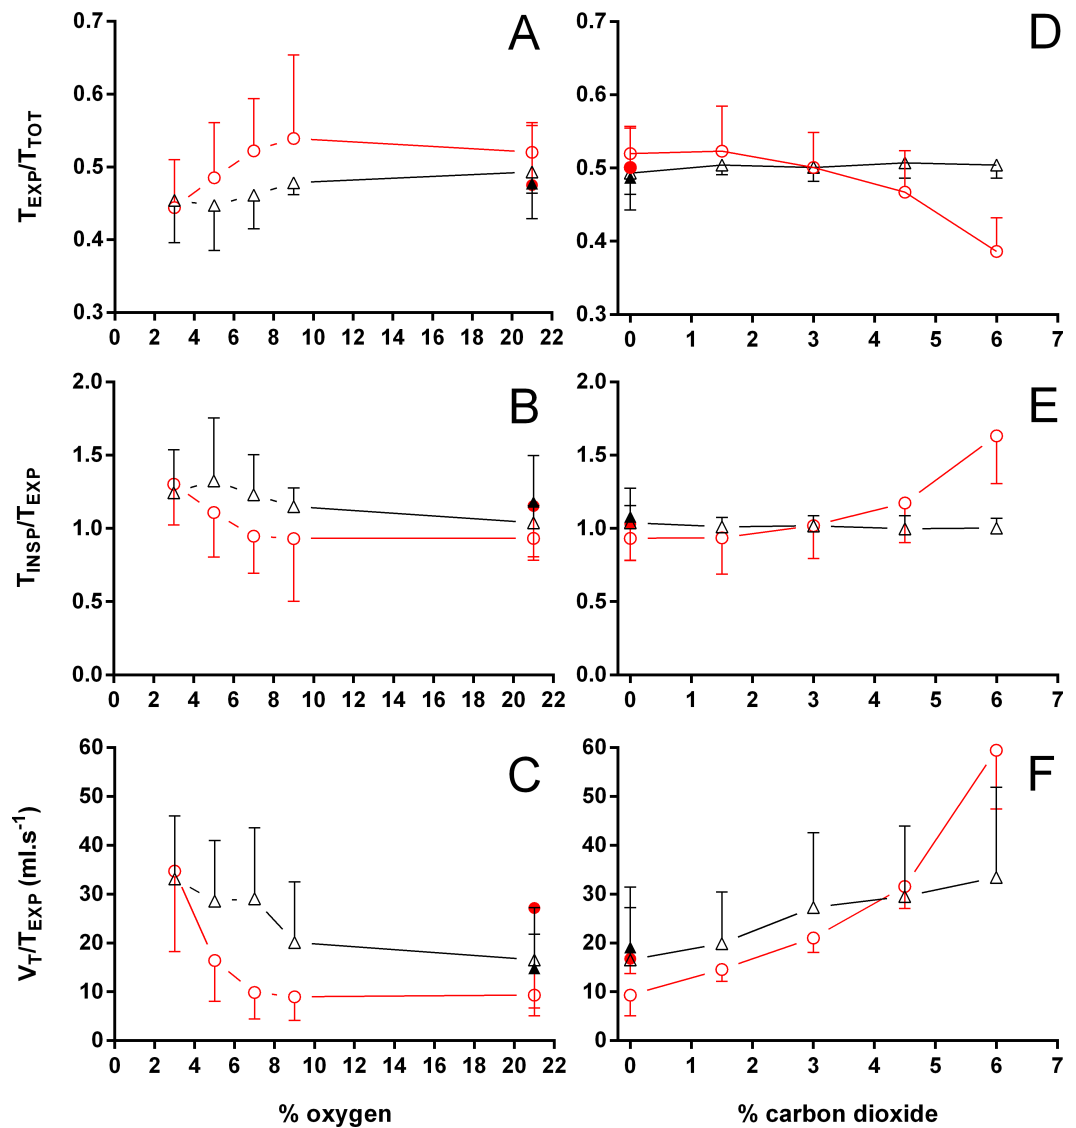 A
T_EXP/T_TOT
0.7
0.6
0.5
0.4
0.3
0 2 4 6 8 10 12 14 16 18 20 22
D
0.7
0.6
0.5
0.4
0.3
0 1 2 3 4 5 6 7
B
T_INSP/T_EXP
2.0
1.5
1.0
0.5
0.0
0 2 4 6 8 10 12 14 16 18 20 22
E
2.0
1.5
1.0
0.5
0.0
0 1 2 3 4 5 6 7
C
V_T/T_EXP (ml.s⁻¹)
60
50
40
30
20
10
0
0 2 4 6 8 10 12 14 16 18 20 22
% oxygen
F
60
50
40
30
20
10
0
0 1 2 3 4 5 6 7
% carbon dioxide